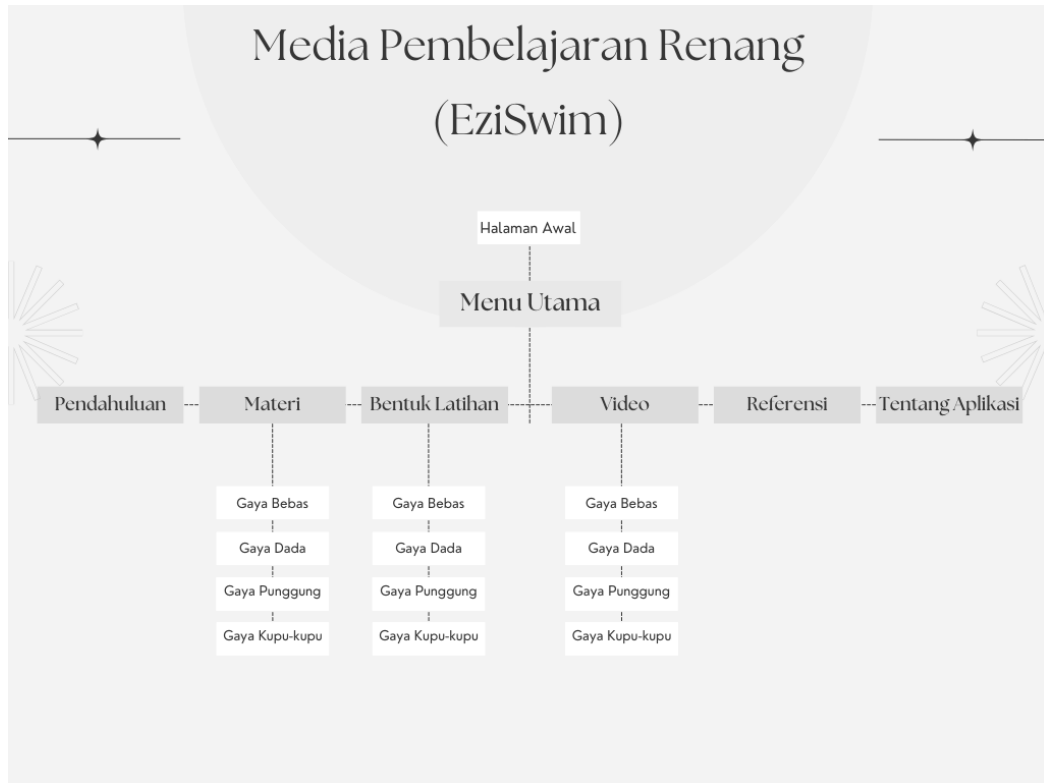 Media Pembelajaran Renang
(EziSwim)
Halaman Awal
Menu Utama
Pendahuluan
Materi
Bentuk Latihan
Video
Referensi
Tentang Aplikasi
Gaya Bebas
Gaya Dada
Gaya Punggung
Gaya Kupu-kupu
Gaya Bebas
Gaya Dada
Gaya Punggung
Gaya Kupu-kupu
Gaya Bebas
Gaya Dada
Gaya Punggung
Gaya Kupu-kupu